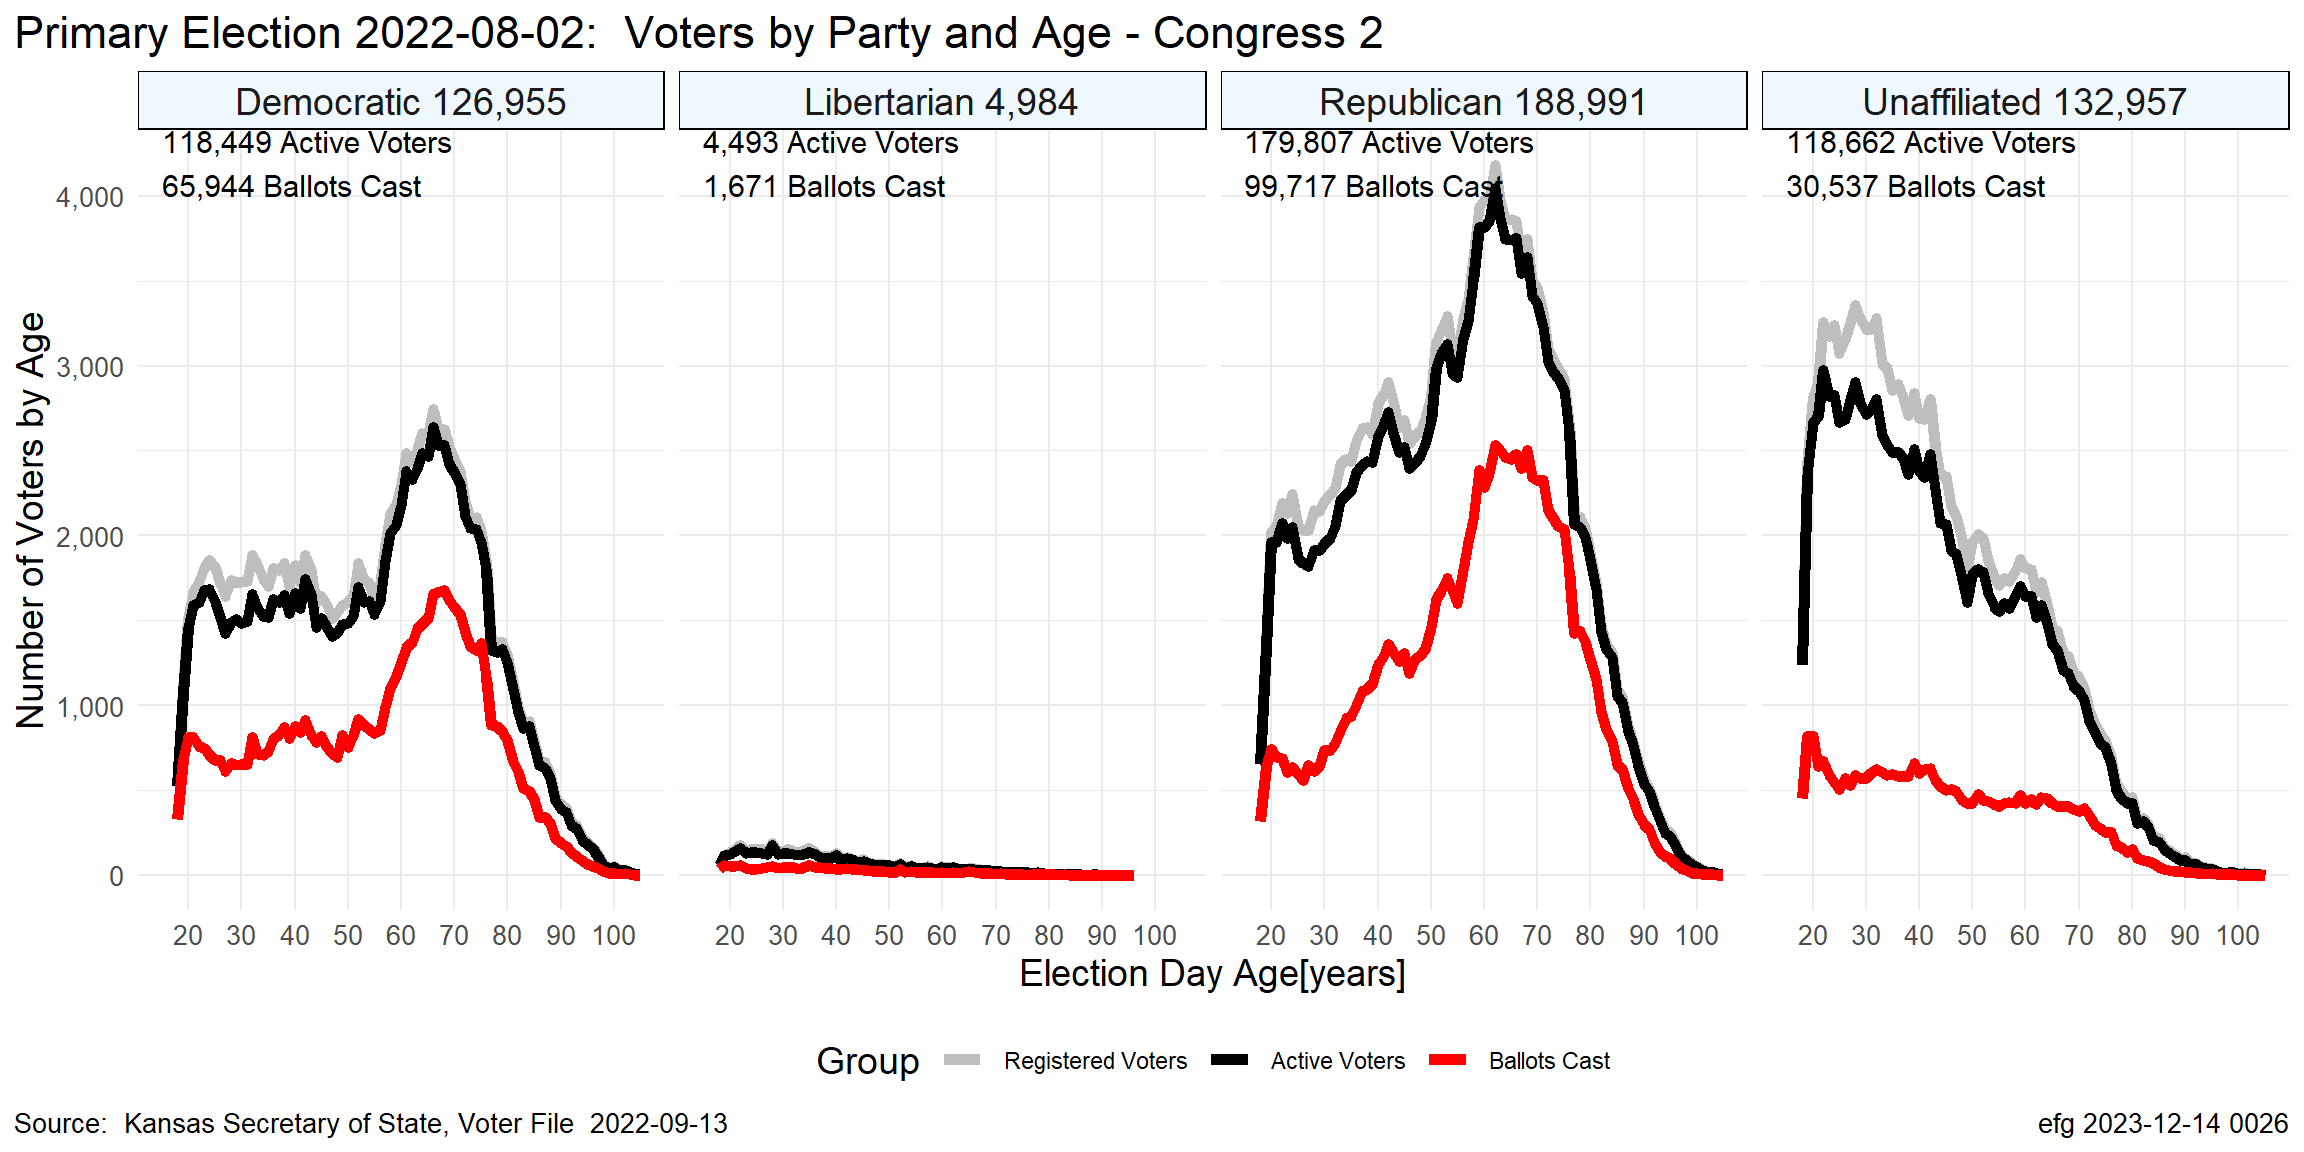 Primary Election 2022-08-02:  Voters by Party and Age - Congress 2
Democratic 126,955
Libertarian 4,984
Republican 188,991
Unaffiliated 132,957
118,449 Active Voters
65,944 Ballots Cast
4,493 Active Voters
1,671 Ballots Cast
179,807 Active Voters
99,717 Ballots Cast
118,662 Active Voters
30,537 Ballots Cast
Number of Voters by Age
4,000
3,000
2,000
1,000
0
20 30 40 50 60 70 80 90 100
20 30 40 50 60 70 80 90 100
20 30 40 50 60 70 80 90 100
20 30 40 50 60 70 80 90 100
Election Day Age[years]
Group Registered Voters Active Voters Ballots Cast
Source:  Kansas Secretary of State, Voter File  2022-09-13
efg 2023-12-14 0026